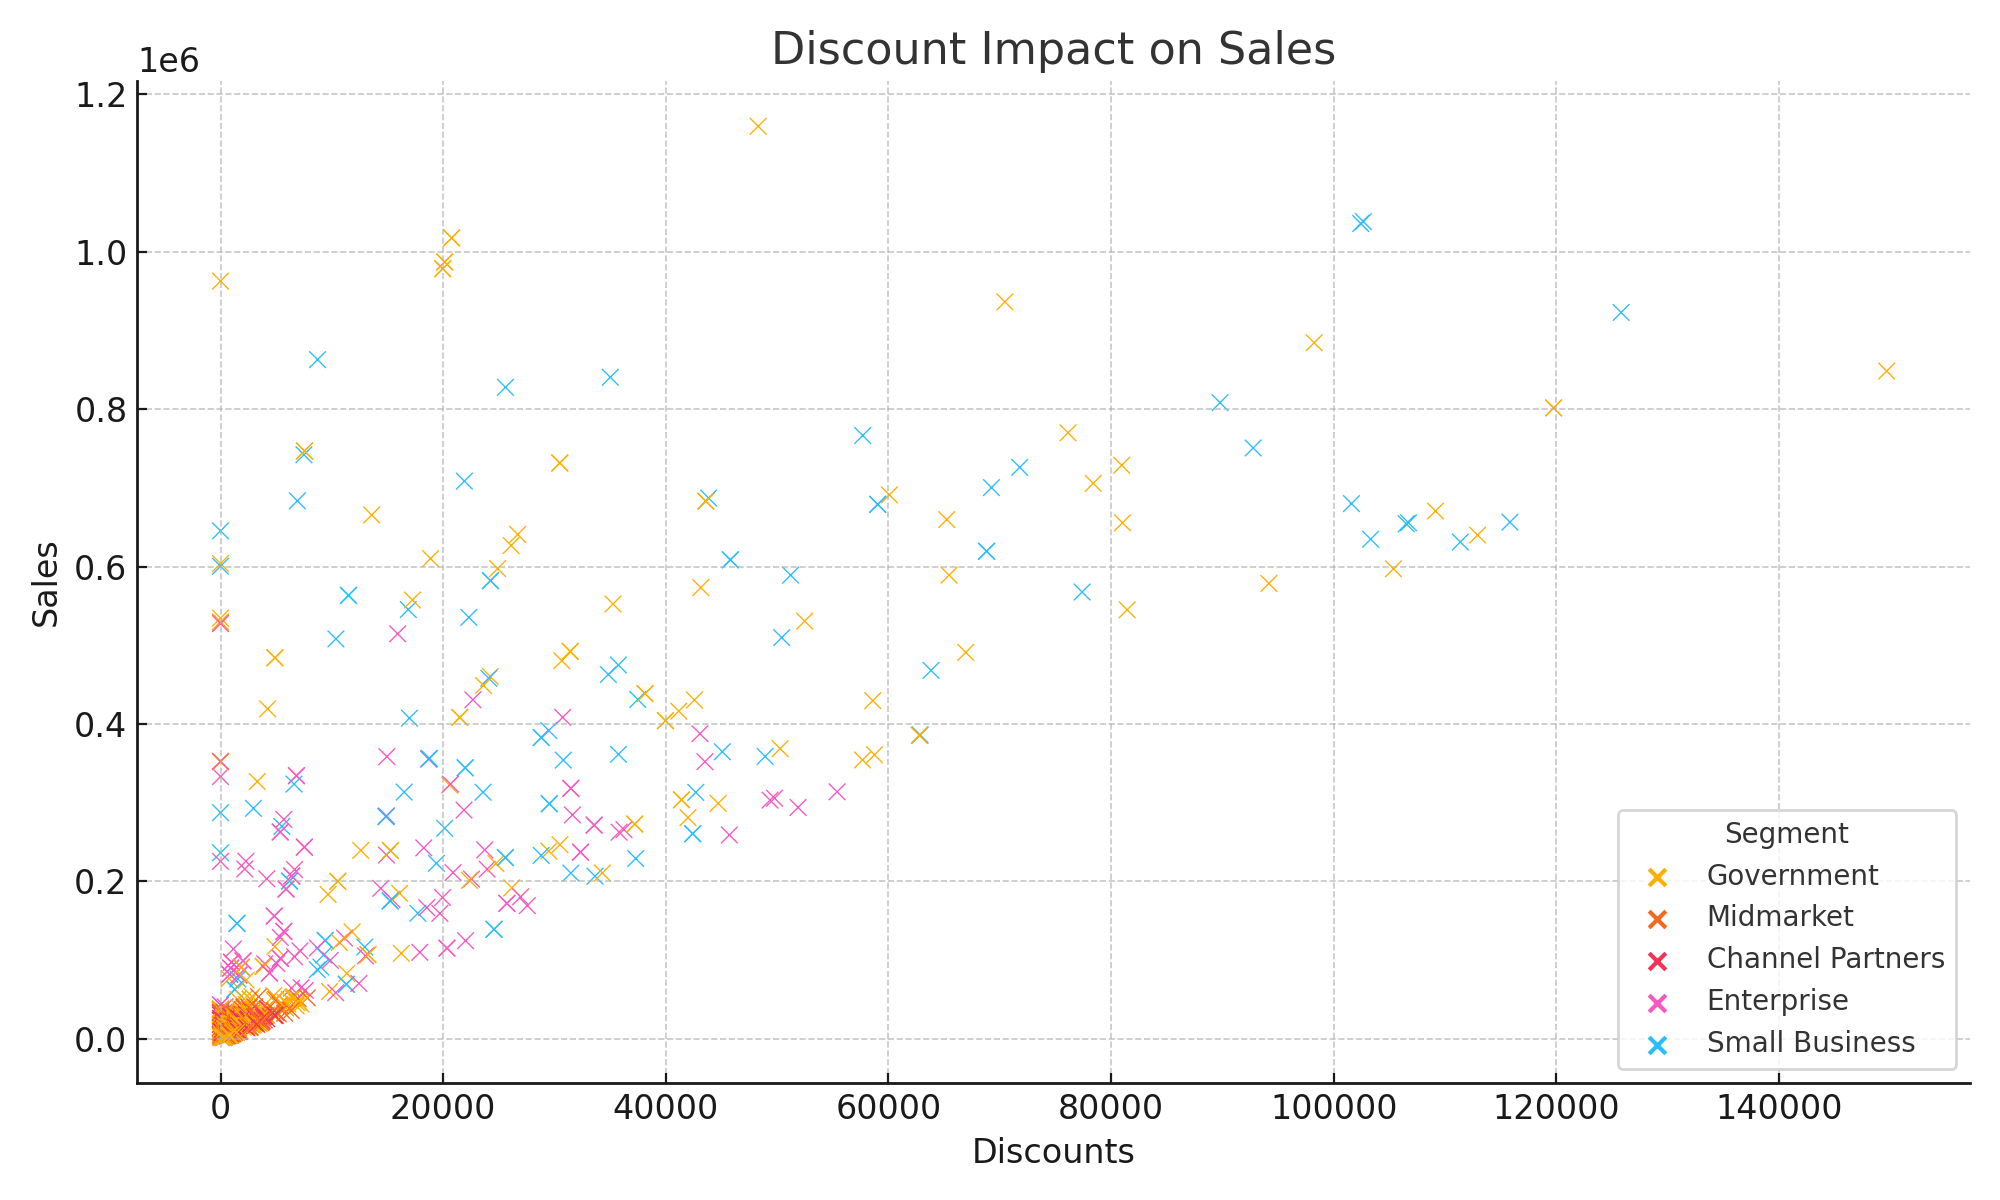 Discount Impact on Sales
1e6
1.2
1.0
0.8
0.6
0.4
0.2
0.0
Sales
0 20000 40000 60000 80000 100000 120000 140000
Discounts
Segment
Government
Midmarket
Channel Partners
Enterprise
Small Business